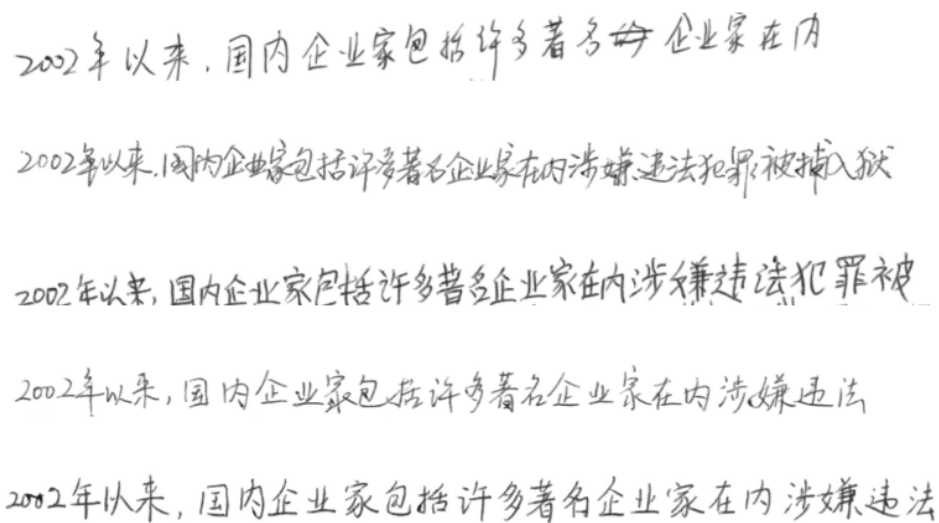 2002年以来,国内企业家包括许多著名企业家在内
2002年以来,国内企业家包括许多著名企业家在内涉嫌违法犯罪被捕入狱
2002年以来,国内企业家包括许多著名企业家在内涉嫌违法犯罪被
2002年以来,国内企业家包括许多著名企业家在内涉嫌违法
2002年以来,国内企业家包括许多著名企业家在内涉嫌违法